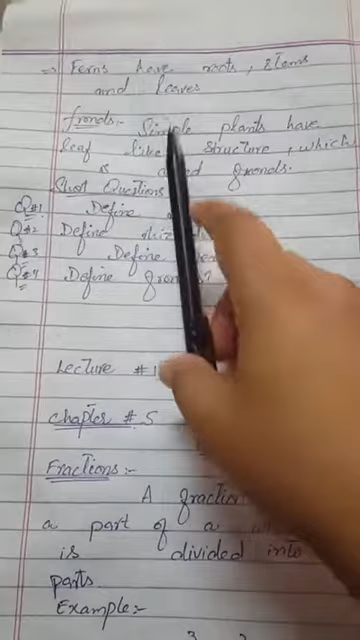 => Ferns have roots, stems
and leaves
fronds:- Simple plants have
leaf like structure, which
is fronds.
Short Questions
Q#1 Define
Q#2 Define
Q#3 Define
Q#4 Define fronds?
Lecture #1
Chapter # 5
Fractions:-
A fraction
a part of a
is divided into
parts.
Example:-